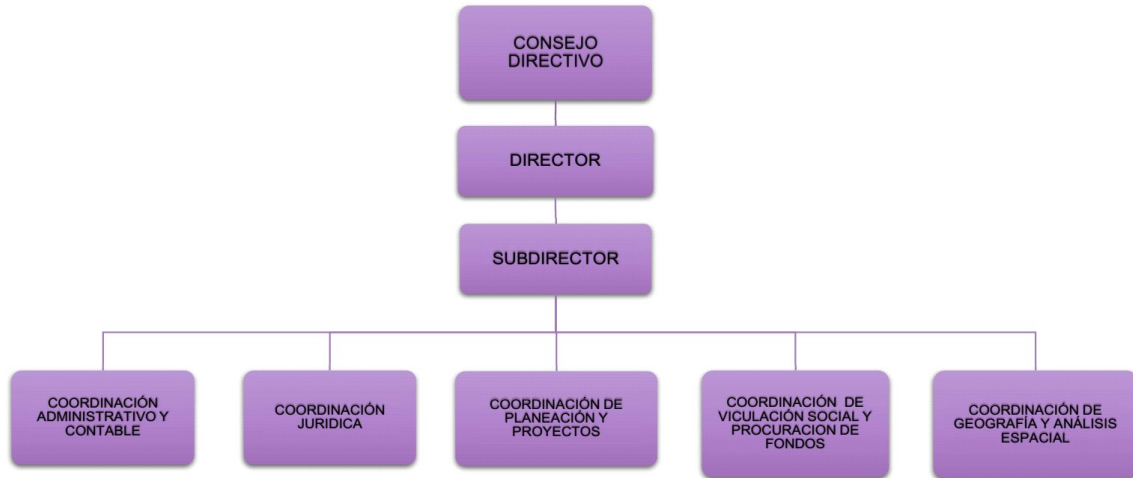 CONSEJO
DIRECTIVO
DIRECTOR
SUBDIRECTOR
COORDINACIÓN
ADMINISTRATIVO Y
CONTABLE
COORDINACIÓN
JURIDICA
COORDINACIÓN DE
PLANEACIÓN Y
PROYECTOS
COORDINACIÓN DE
VICULACIÓN SOCIAL Y
PROCURACION DE
FONDOS
COORDINACIÓN DE
GEOGRAFÍA Y ANÁLISIS
ESPACIAL